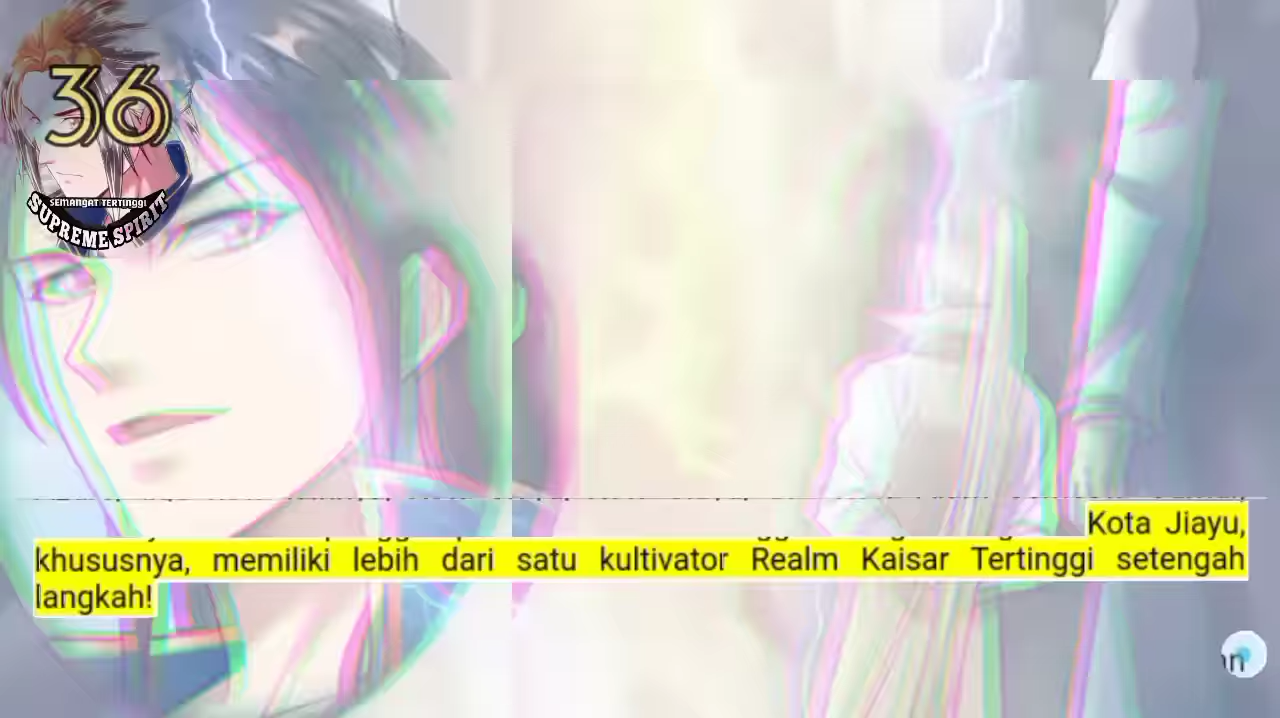 36
SEMANGAT TERTINGGI
SUPREME SPIRIT
Kota Jiayu,
khususnya, memiliki lebih dari satu kultivator Realm Kaisar Tertinggi setengah
langkah!